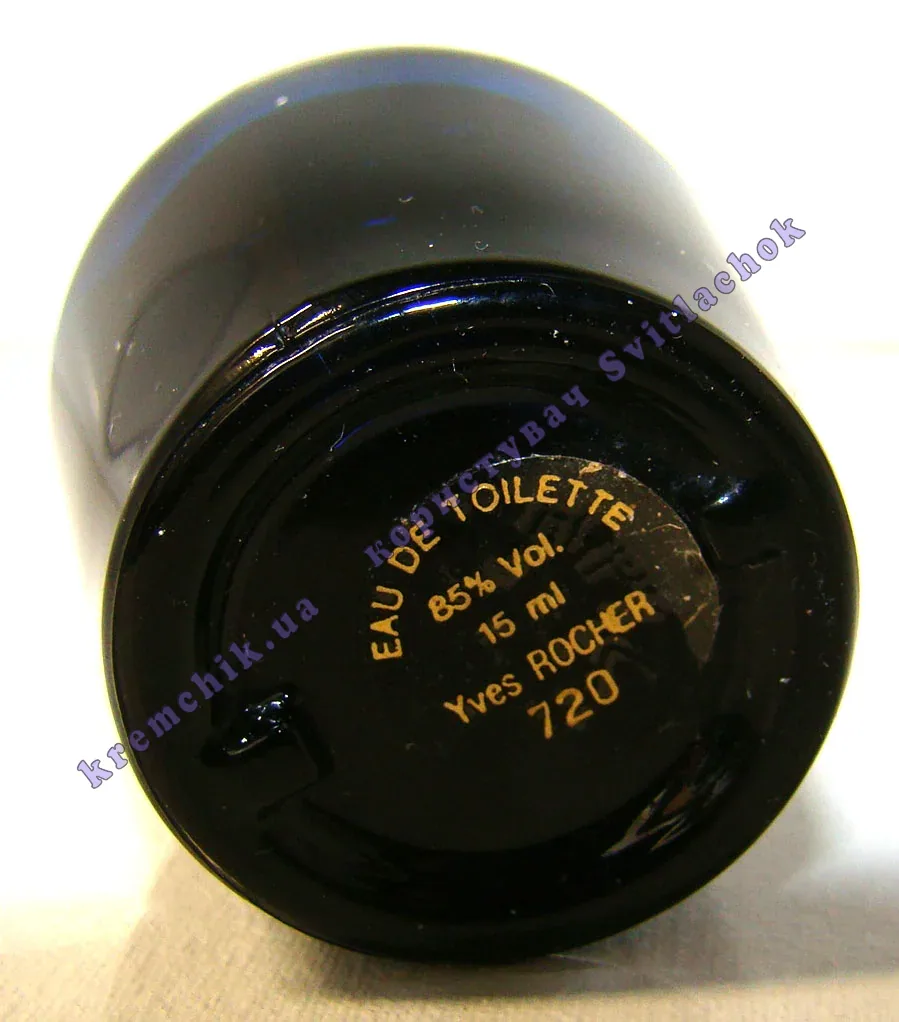 EAU DE TOILETTE
85% Vol.
15 ml
Yves ROCHER
720
kremchik.ua користувач Svitlachok